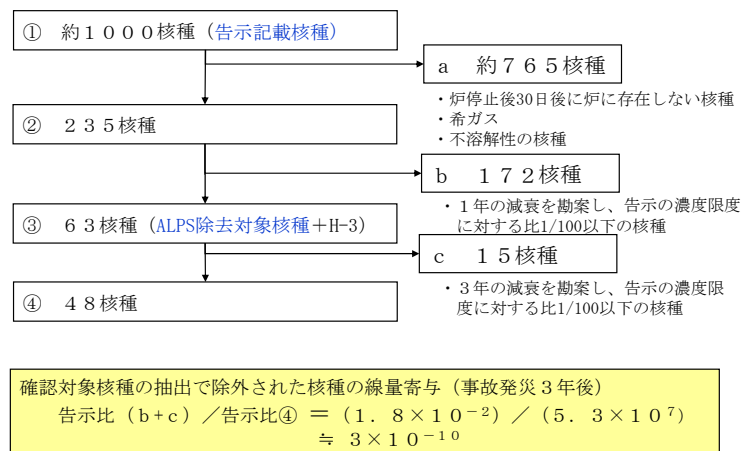 ① 約１０００核種（告示記載核種）
a 約７６５核種
・炉停止後30日後に炉に存在しない核種
・希ガス
・不溶解性の核種
② ２３５核種
b １７２核種
・１年の減衰を勘案し、告示の濃度限度
に対する比1/100以下の核種
③ ６３核種（ALPS除去対象核種＋H-3）
c １５核種
・３年の減衰を勘案し、告示の濃度限
度に対する比1/100以下の核種
④ ４８核種
確認対象核種の抽出で除外された核種の線量寄与（事故発災３年後）
告示比（b+c）／告示比④ ＝（１．８×１０⁻²）／（５．３×１０⁷）
≒ ３×１０⁻¹⁰